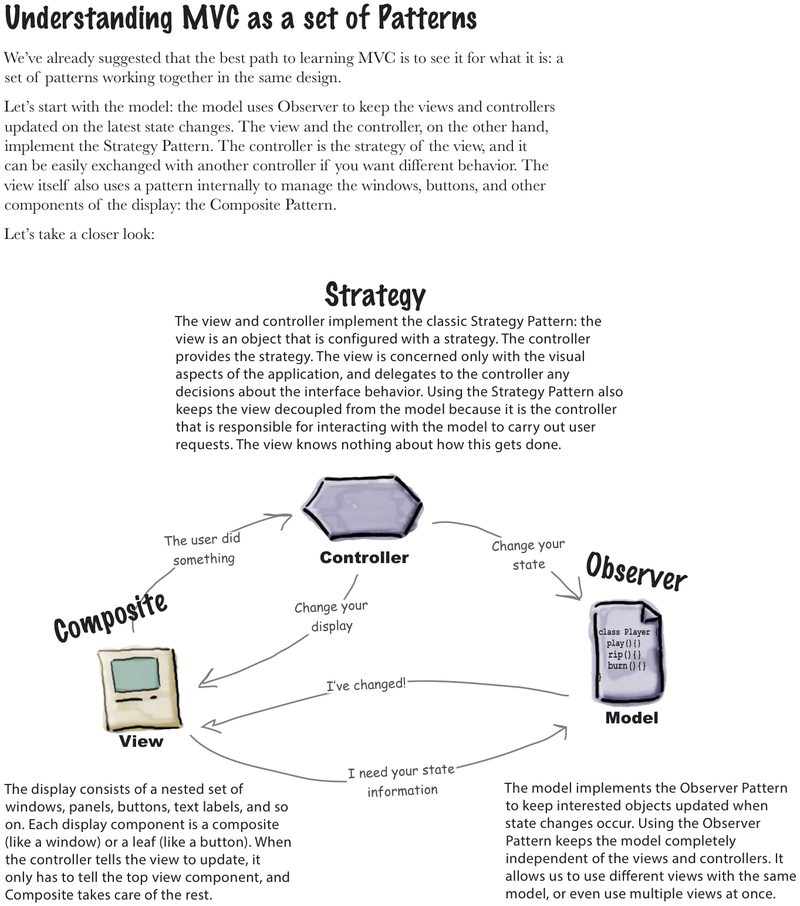 Understanding MVC as a set of Patterns
We've already suggested that the best path to learning MVC is to see it for what it is: a
set of patterns working together in the same design.
Let's start with the model: the model uses Observer to keep the views and controllers
updated on the latest state changes. The view and the controller, on the other hand,
implement the Strategy Pattern. The controller is the strategy of the view, and it
can be easily exchanged with another controller if you want different behavior. The
view itself also uses a pattern internally to manage the windows, buttons, and other
components of the display: the Composite Pattern.
Let's take a closer look:
Strategy
The view and controller implement the classic Strategy Pattern: the
view is an object that is configured with a strategy. The controller
provides the strategy. The view is concerned only with the visual
aspects of the application, and delegates to the controller any
decisions about the interface behavior. Using the Strategy Pattern also
keeps the view decoupled from the model because it is the controller
that is responsible for interacting with the model to carry out user
requests. The view knows nothing about how this gets done.
The user did
something
Controller
Change your
state
Observer
Composite
Change your
display
class Player {
play(){}
rip(){}
burn(){}
}
I've changed!
Model
View
I need your state
information
The display consists of a nested set of
windows, panels, buttons, text labels, and so
on. Each display component is a composite
(like a window) or a leaf (like a button). When
the controller tells the view to update, it
only has to tell the top view component, and
Composite takes care of the rest.
The model implements the Observer Pattern
to keep interested objects updated when
state changes occur. Using the Observer
Pattern keeps the model completely
independent of the views and controllers. It
allows us to use different views with the same
model, or even use multiple views at once.